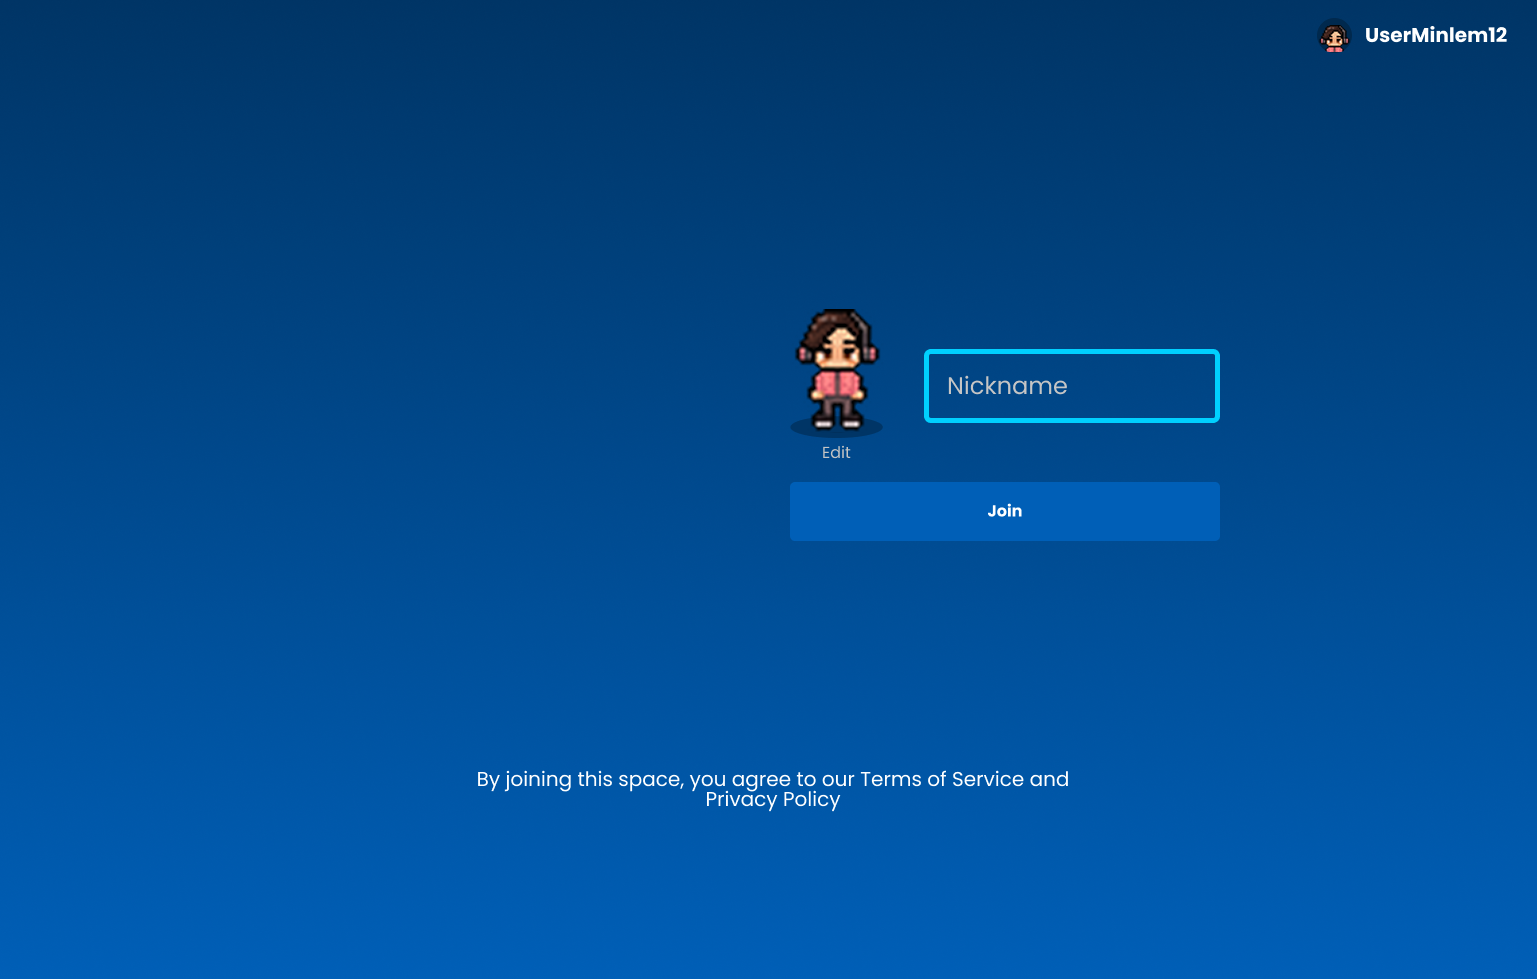 UserMinlem12
Nickname
Edit
Join
By joining this space, you agree to our Terms of Service and
Privacy Policy